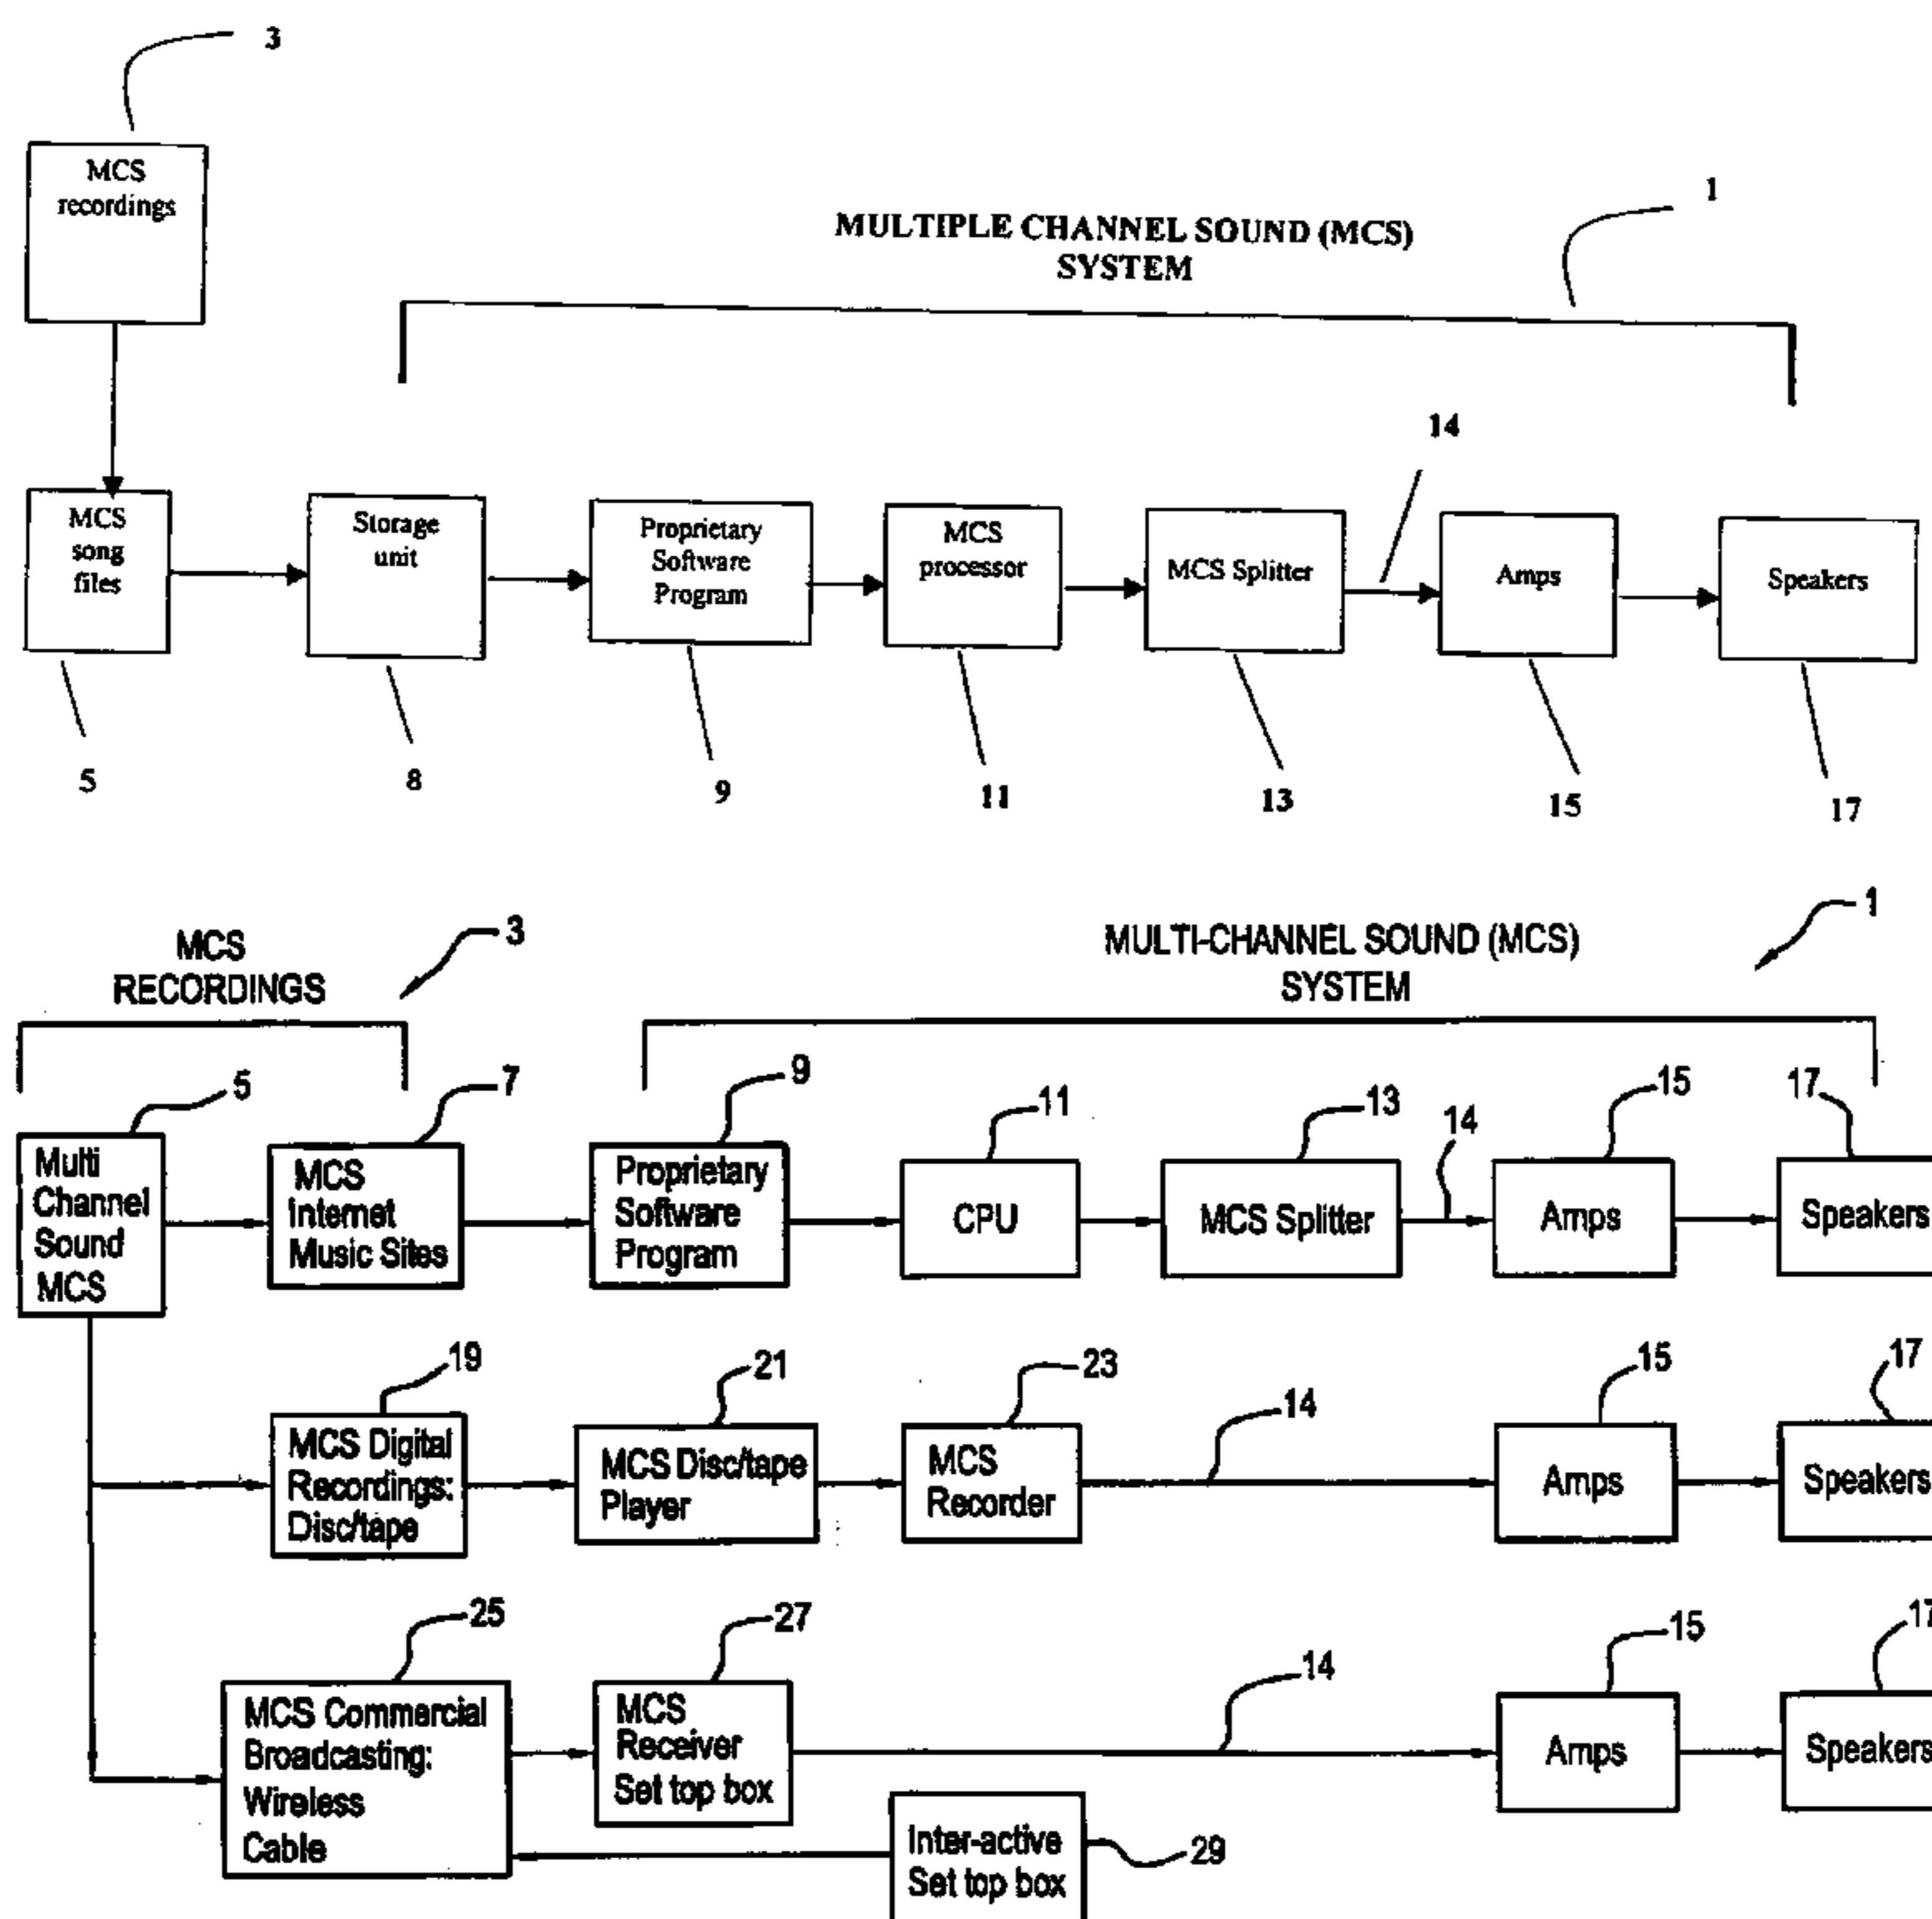 3
MCS
recordings
1
MULTIPLE CHANNEL SOUND (MCS)
SYSTEM
14
MCS
song
files
Storage
unit
Proprietary
Software
Program
MCS
processor
MCS Splitter
Amps
Speakers
5
8
9
11
13
15
17
MCS
RECORDINGS
3
MULTI-CHANNEL SOUND (MCS)
SYSTEM
1
5
7
9
11
13
14
15
17
Multi
Channel
Sound
MCS
MCS
Internet
Music Sites
Proprietary
Software
Program
CPU
MCS Splitter
Amps
Speakers
19
21
23
14
15
17
MCS Digital
Recordings:
Disc/tape
MCS Disc/tape
Player
MCS
Recorder
Amps
Speakers
25
27
14
15
17
MCS Commercial
Broadcasting:
Wireless
Cable
MCS
Receiver
Set top box
Amps
Speakers
Inter-active
Set top box
29